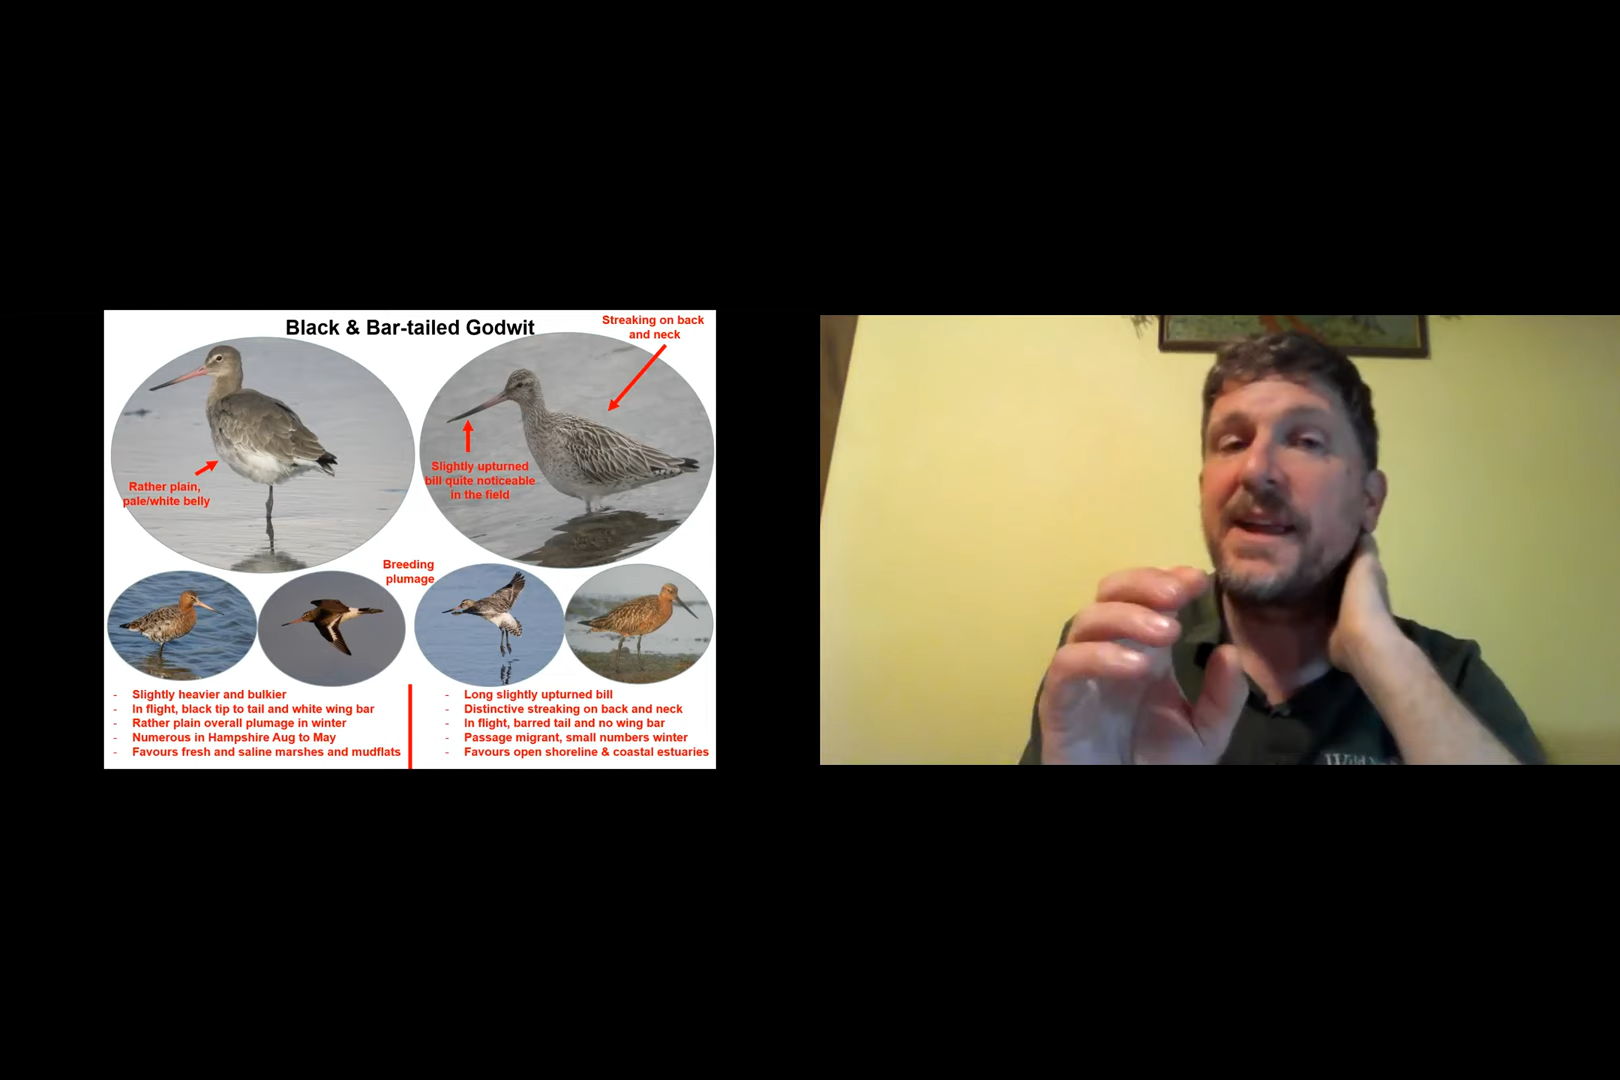 Black & Bar-tailed Godwit
Streaking on back
and neck
Rather plain,
pale/white belly
Slightly upturned
bill quite noticeable
in the field
Breeding
plumage
- Slightly heavier and bulkier
- In flight, black tip to tail and white wing bar
- Rather plain overall plumage in winter
- Numerous in Hampshire Aug to May
- Favours fresh and saline marshes and mudflats
- Long slightly upturned bill
- Distinctive streaking on back and neck
- In flight, barred tail and no wing bar
- Passage migrant, small numbers winter
- Favours open shoreline & coastal estuaries